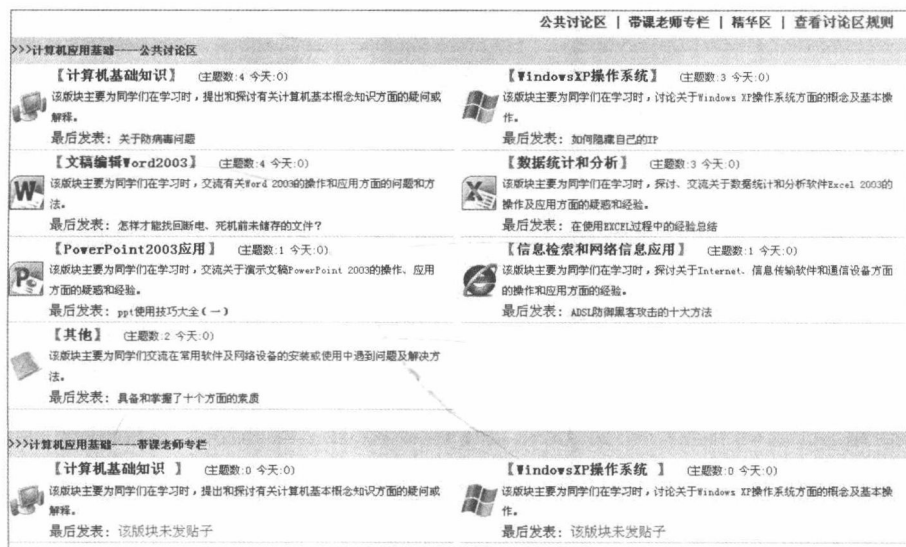 公共讨论区 | 带课老师专栏 | 精华区 | 查看讨论区规则
>>>计算机应用基础----公共讨论区
【计算机基础知识】 (主题数:4 今天:0)
该版块主要为同学们在学习时，提出和探讨有关计算机基本概念知识方面的疑问或
解释。
最后发表： 关于防病毒问题
【WindowsXP操作系统】 (主题数:3 今天:0)
该版块主要为同学们在学习时，讨论关于Windows XP操作系统方面的概念及基本操
作。
最后发表： 如何隐藏自己的IP
【文稿编辑Word2003】 (主题数:4 今天:0)
该版块主要为同学们在学习时，交流有关Word 2003的操作和应用方面的问题和方
法。
最后发表： 怎样才能找回断电、死机前未储存的文件？
【数据统计和分析】 (主题数:3 今天:0)
该版块主要为同学们在学习时，探讨、交流关于数据统计和分析软件Excel 2003的
操作及应用方面的疑惑和经验。
最后发表： 在使用EXCEL过程中的经验总结
【PowerPoint2003应用】 (主题数:1 今天:0)
该版块主要为同学们在学习时，交流关于演示文稿PowerPoint 2003的操作、应用
方面的疑惑和经验。
最后发表： ppt使用技巧大全(一)
【信息检索和网络信息应用】 (主题数:1 今天:0)
该版块主要为同学们在学习时，探讨关于Internet、信息传输软件和通信设备方面
的操作和应用方面的经验。
最后发表： ADSL防御黑客攻击的十大方法
【其他】 (主题数:2 今天:0)
该版块主要为同学们交流在常用软件及网络设备的安装或使用中遇到问题及解决方
法。
最后发表： 具备和掌握了十个方面的素质
>>>计算机应用基础----带课老师专栏
【计算机基础知识 】 (主题数:0 今天:0)
该版块主要为同学们在学习时，提出和探讨有关计算机基本概念知识方面的疑问或
解释。
最后发表： 该版块未发贴子
【WindowsXP操作系统 】 (主题数:0 今天:0)
该版块主要为同学们在学习时，讨论关于Windows XP操作系统方面的概念及基本操
作。
最后发表： 该版块未发贴子